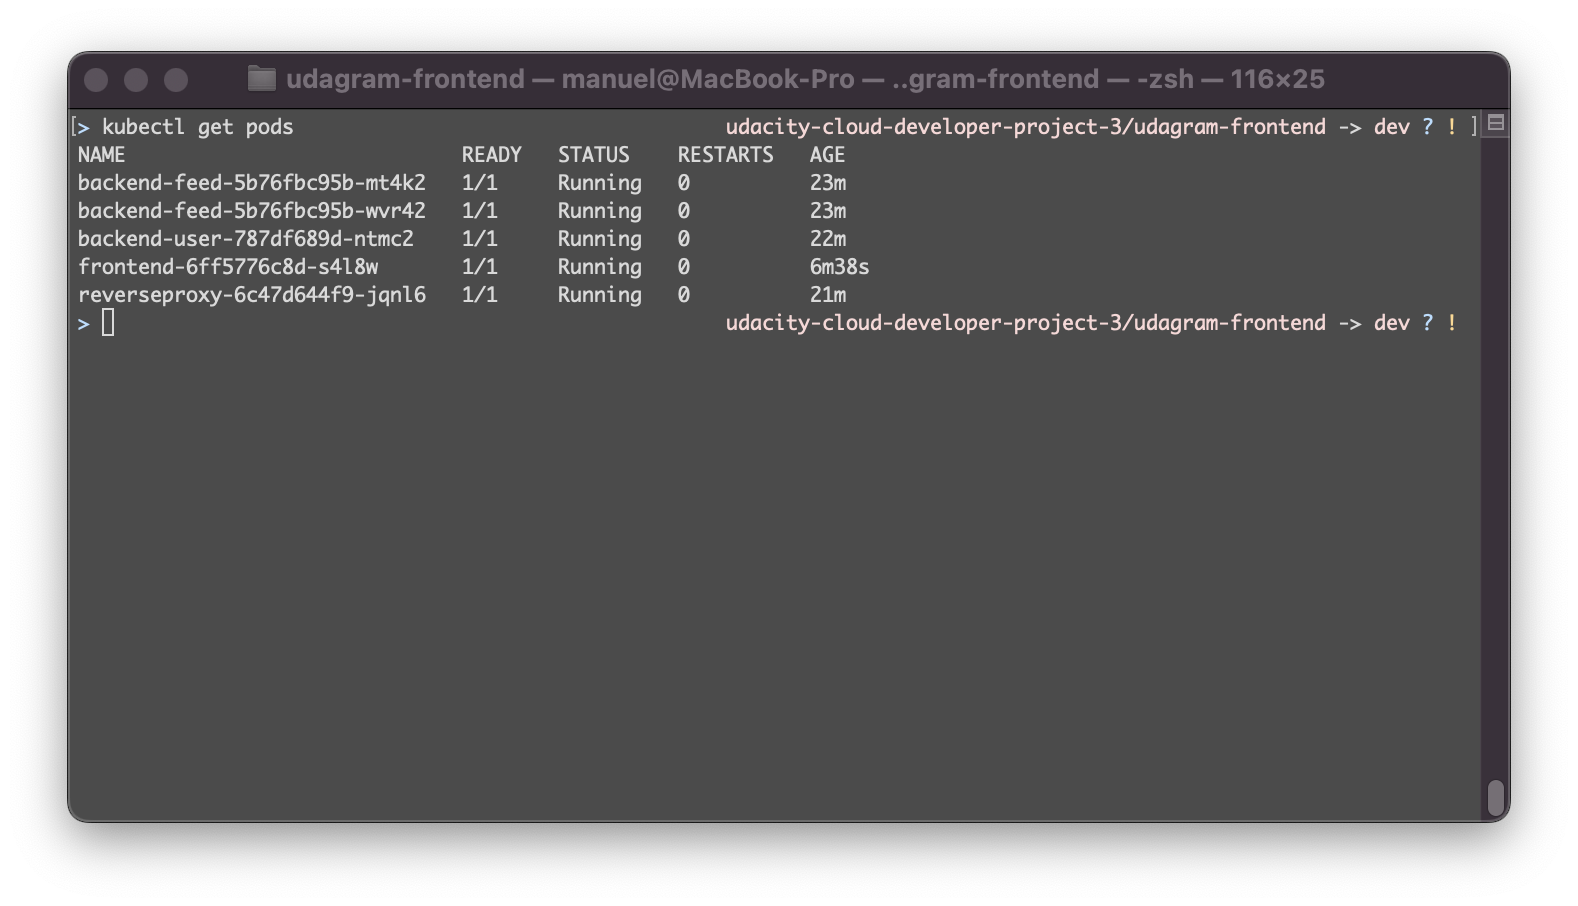 udagram-frontend — manuel@MacBook-Pro — ..gram-frontend — -zsh — 116×25
[> kubectl get pods udacity-cloud-developer-project-3/udagram-frontend -> dev ? ! ]
NAME READY STATUS RESTARTS AGE
backend-feed-5b76fbc95b-mt4k2 1/1 Running 0 23m
backend-feed-5b76fbc95b-wvr42 1/1 Running 0 23m
backend-user-787df689d-ntmc2 1/1 Running 0 22m
frontend-6ff5776c8d-s4l8w 1/1 Running 0 6m38s
reverseproxy-6c47d644f9-jqnl6 1/1 Running 0 21m
> udacity-cloud-developer-project-3/udagram-frontend -> dev ? !